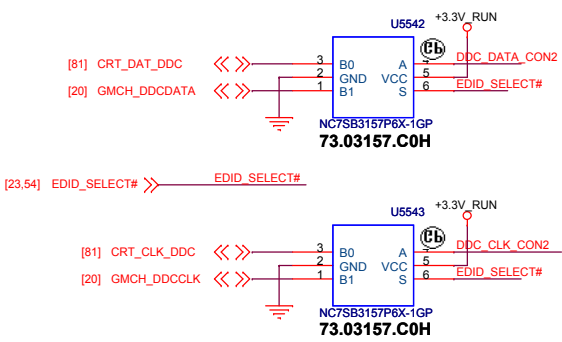 U5542
+3.3V_RUN
[81] CRT_DAT_DDC
3 B0 A 4 DDC_DATA_CON2
2 GND VCC 5
[20] GMCH_DDCDATA
1 B1 S 6 EDID_SELECT#
NC7SB3157P6X-1GP
73.03157.C0H
[23,54] EDID_SELECT# EDID_SELECT#
U5543
+3.3V_RUN
[81] CRT_CLK_DDC
3 B0 A 4 DDC_CLK_CON2
2 GND VCC 5
[20] GMCH_DDCCLK
1 B1 S 6 EDID_SELECT#
NC7SB3157P6X-1GP
73.03157.C0H